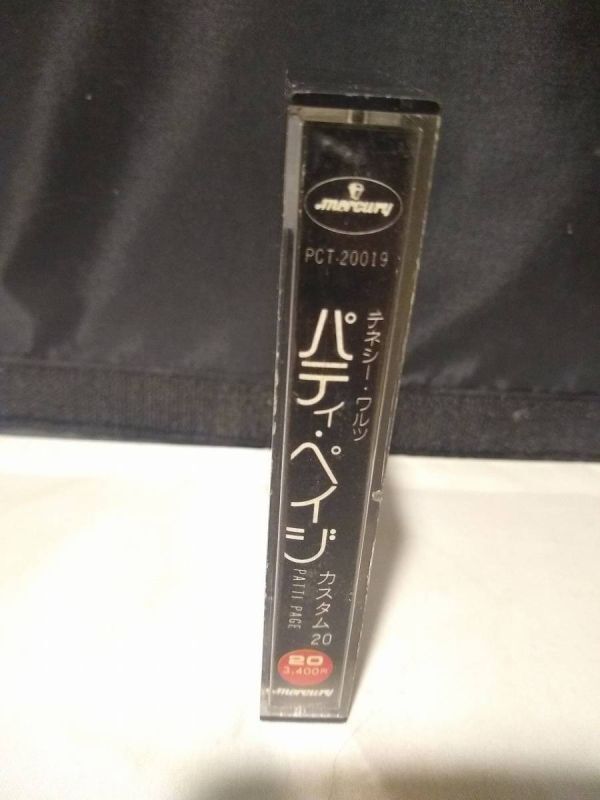 mercury
PCT-20019
テネシー・ワルツ
パティ・ペイジ
カスタム20
PATTI PAGE
20
3,400円
mercury